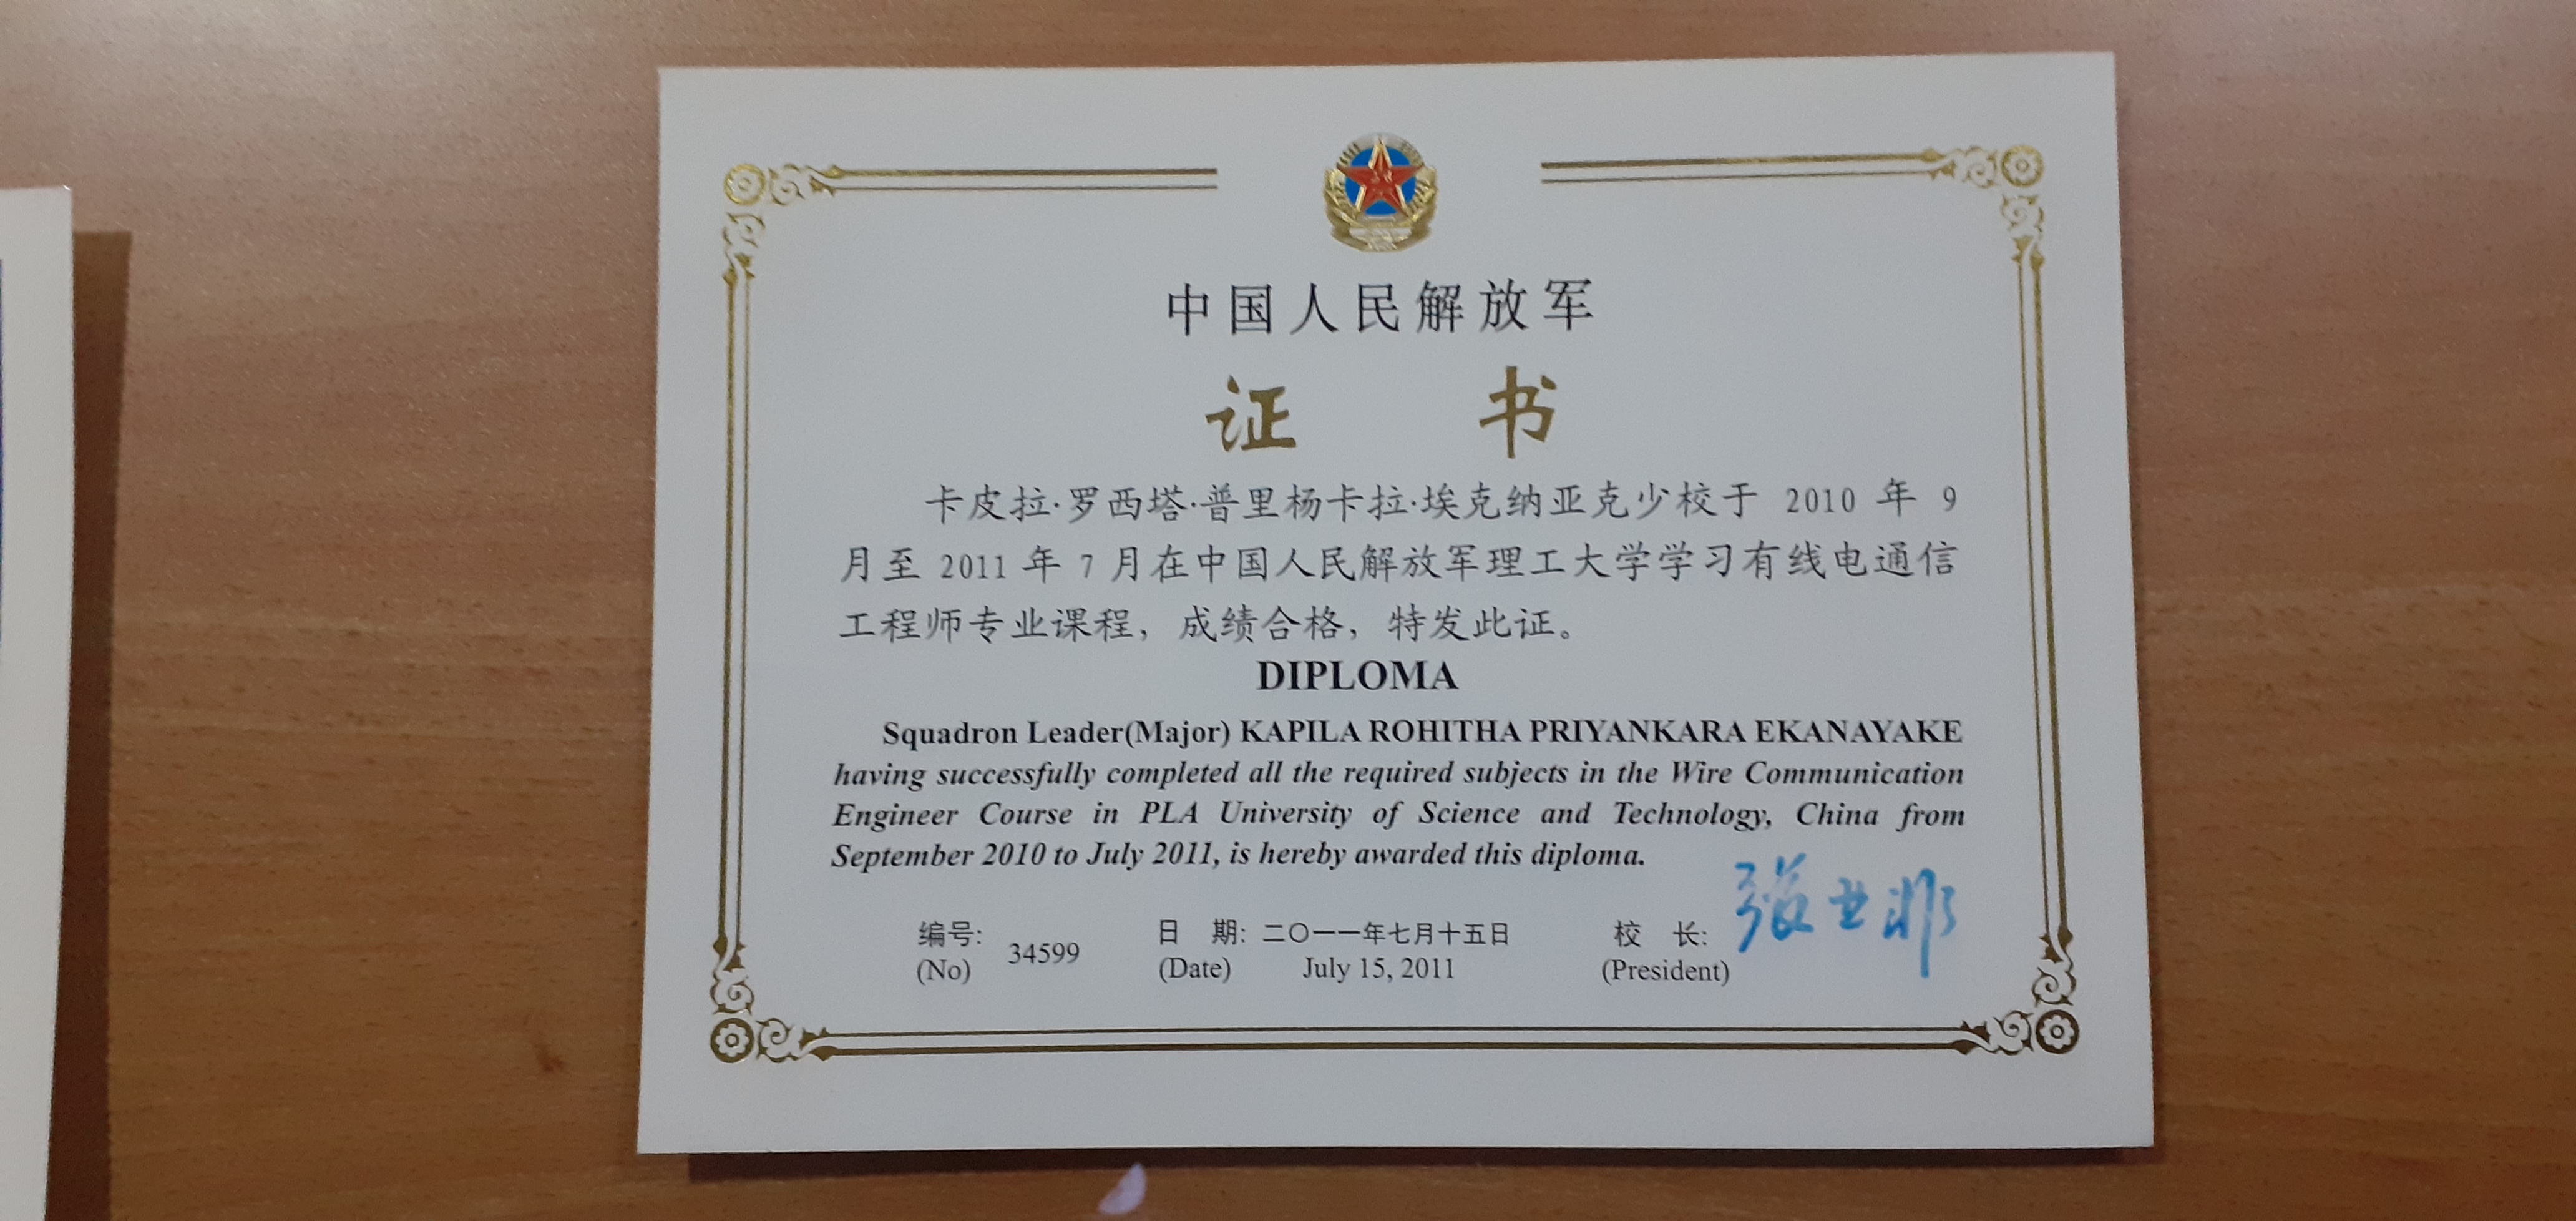 中国人民解放军
证 书
卡皮拉·罗西塔·普里杨卡拉·埃克纳亚克少校于 2010 年 9
月至 2011 年 7 月在中国人民解放军理工大学学习有线电通信
工程师专业课程，成绩合格，特发此证。
DIPLOMA
Squadron Leader(Major) KAPILA ROHITHA PRIYANKARA EKANAYAKE
having successfully completed all the required subjects in the Wire Communication
Engineer Course in PLA University of Science and Technology, China from
September 2010 to July 2011, is hereby awarded this diploma.
编号: 34599 日 期: 二〇一一年七月十五日 校 长: 张亚非
(No) (Date) July 15, 2011 (President)